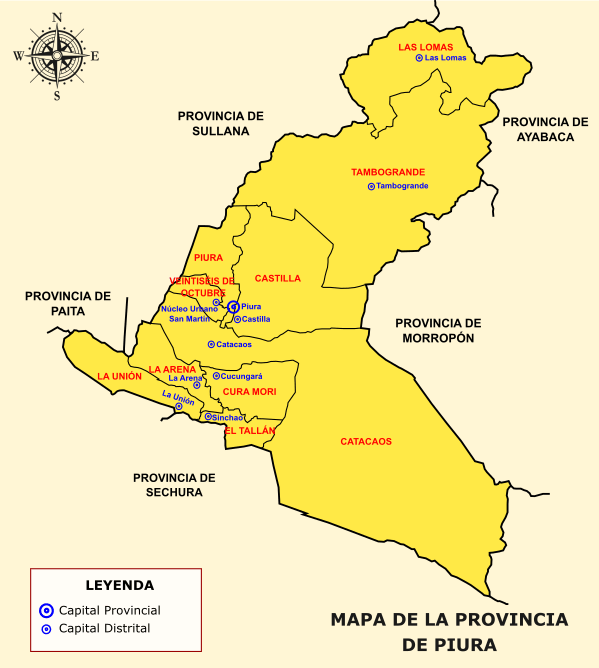 N
W
E
S
LAS LOMAS
Las Lomas
PROVINCIA DE
SULLANA
PROVINCIA DE
AYABACA
TAMBOGRANDE
Tambogrande
PIURA
CASTILLA
VEINTISÉIS DE
OCTUBRE
Núcleo Urbano
San Martín
Piura
Castilla
PROVINCIA DE
PAITA
PROVINCIA DE
MORROPÓN
Catacaos
LA ARENA
La Arena
LA UNIÓN
La Unión
Cucungará
CURA MORI
Sinchao
EL TALLÁN
CATACAOS
PROVINCIA DE
SECHURA
LEYENDA
Capital Provincial
Capital Distrital
MAPA DE LA PROVINCIA
DE PIURA